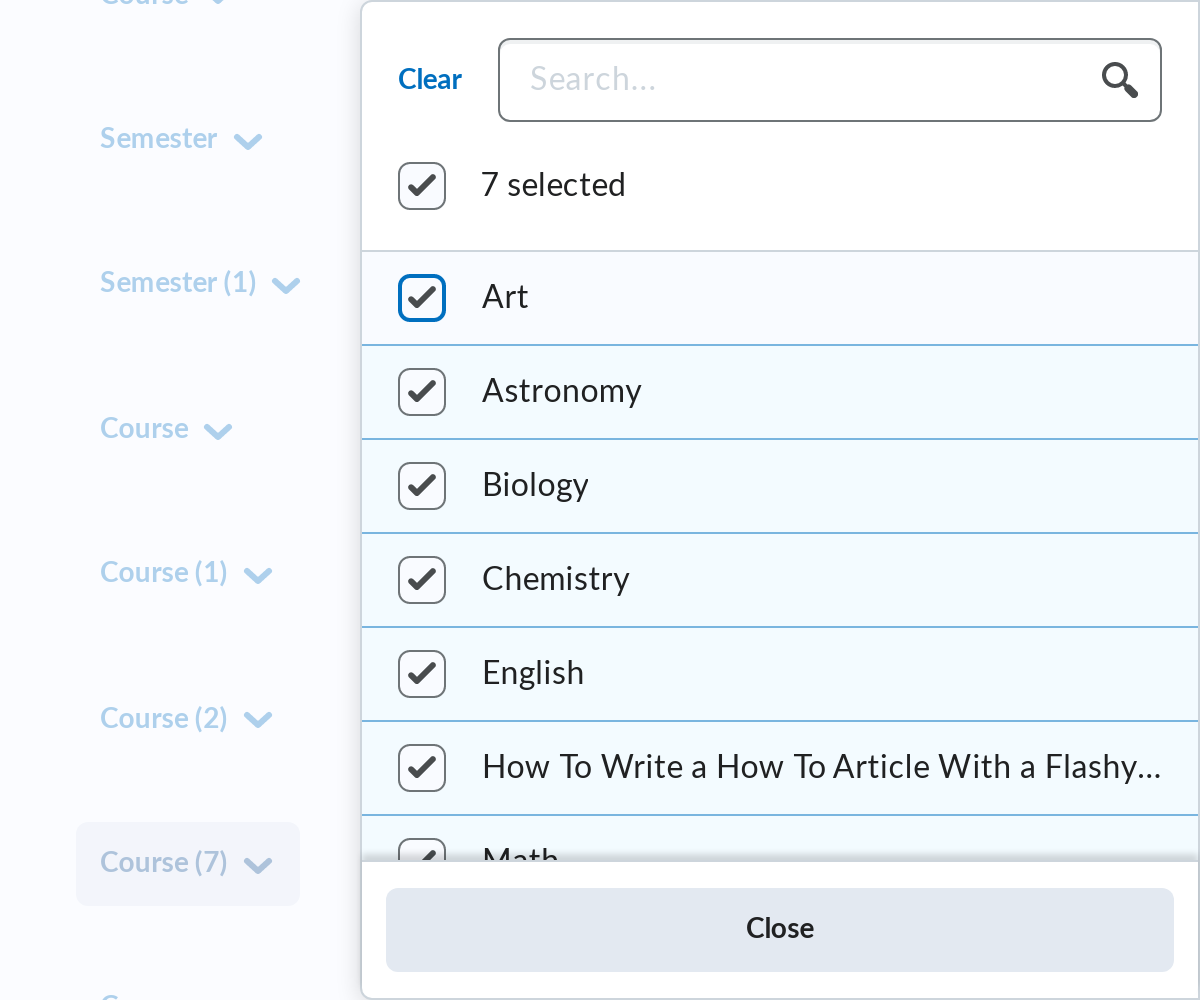 Course
Semester
Semester (1)
Course
Course (1)
Course (2)
Course (7)
Clear
Search...
7 selected
Art
Astronomy
Biology
Chemistry
English
How To Write a How To Article With a Flashy...
Math
Close